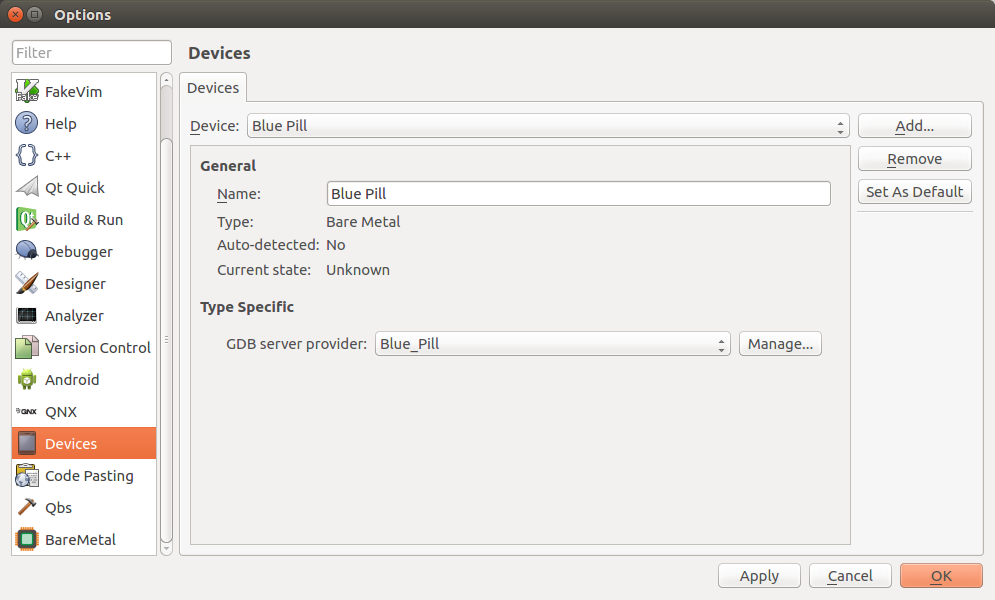 Options
Filter
FakeVim
Help
C++
Qt Quick
Build & Run
Debugger
Designer
Analyzer
Version Control
Android
QNX
Devices
Code Pasting
Qbs
BareMetal
Devices
Devices
Device: Blue Pill
Add...
Remove
Set As Default
General
Name: Blue Pill
Type: Bare Metal
Auto-detected: No
Current state: Unknown
Type Specific
GDB server provider: Blue_Pill Manage...
Apply Cancel OK